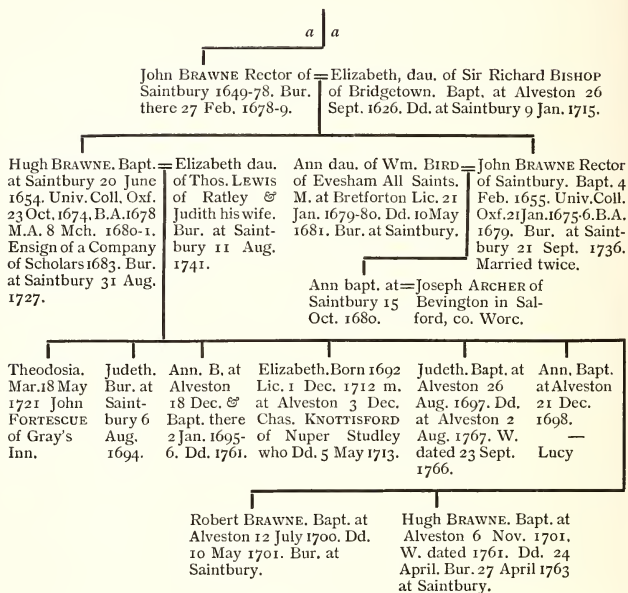 a a
John BRAWNE Rector of
Saintbury 1649-78. Bur.
there 27 Feb. 1678-9.
=
Elizabeth, dau. of Sir Richard BISHOP
of Bridgetown. Bapt. at Alveston 26
Sept. 1626. Dd. at Saintbury 9 Jan. 1715.
Hugh BRAWNE. Bapt.
at Saintbury 20 June
1654. Univ. Coll. Oxf.
23 Oct, 1674. B.A. 1678
M.A. 8 Mch. 1680-1.
Ensign of a Company
of Scholars 1683. Bur.
at Saintbury 31 Aug.
1727.
=
Elizabeth dau.
of Thos. LEWIS
of Ratley &
Judith his wife.
Bur. at Saint-
bury 11 Aug.
1741.
Ann dau. of Wm. BIRD
of Evesham All Saints.
M. at Bretforton Lic. 21
Jan. 1679-80. Dd. 10 May
1681. Bur. at Saintbury.
=
John BRAWNE Rector
of Saintbury. Bapt. 4
Feb. 1655. Univ. Coll.
Oxf. 21 Jan. 1675-6. B.A.
1679. Bur. at Saint-
bury 21 Sept. 1736.
Married twice.
Ann bapt. at
Saintbury 15
Oct. 1680.
=
Joseph ARCHER of
Bevington in Sal-
ford, co. Worc.
Theodosia.
Mar. 18 May
1721 John
FORTESCUE
of Gray's
Inn.
Judeth.
Bur. at
Saint-
bury 6
Aug.
1694.
Ann. B. at
Alveston
18 Dec. &
Bapt. there
2 Jan. 1695-
6. Dd. 1761.
Elizabeth. Born 1692
Lic. 1 Dec. 1712 m.
at Alveston 3 Dec.
Chas. KNOTTISFORD
of Nuper Studley
who Dd. 5 May 1713.
Judeth. Bapt. at
Alveston 26
Aug. 1697. Dd.
at Alveston 2
Aug. 1767. W.
dated 23 Sept.
1766.
Ann. Bapt.
at Alveston
21 Dec.
1698.
—
Lucy
Robert BRAWNE. Bapt. at
Alveston 12 July 1700. Dd.
10 May 1701. Bur. at
Saintbury.
Hugh BRAWNE. Bapt. at
Alveston 6 Nov. 1701.
W. dated 1761. Dd. 24
April. Bur. 27 April 1763
at Saintbury.